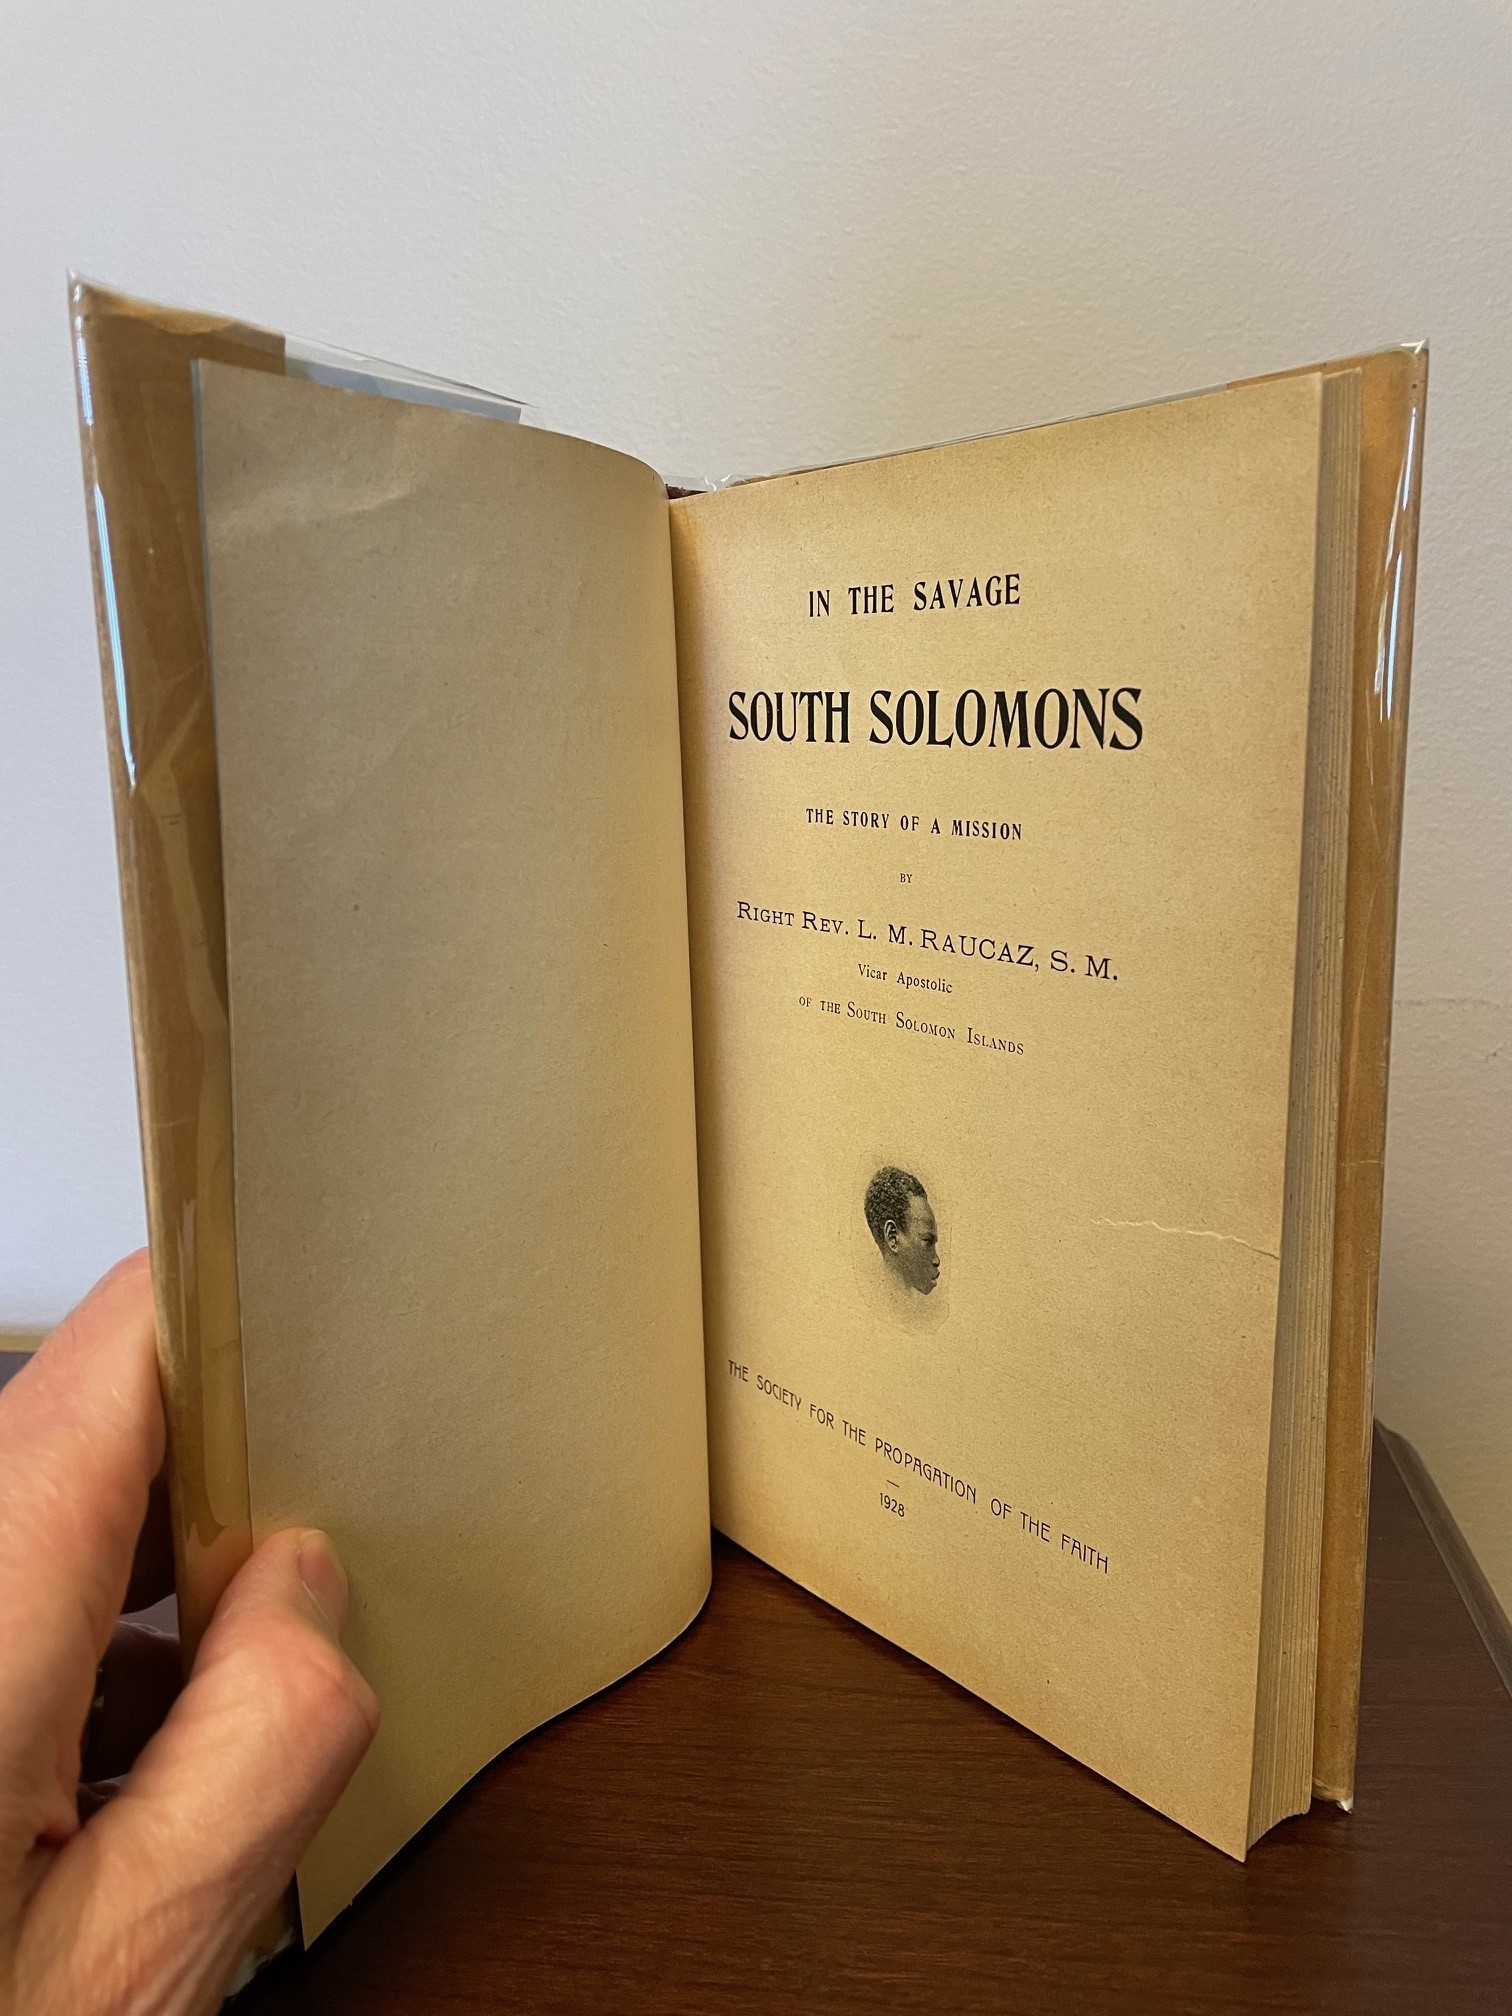 IN THE SAVAGE
SOUTH SOLOMONS
THE STORY OF A MISSION
BY
RIGHT REV. L. M. RAUCAZ, S. M.
Vicar Apostolic
OF THE SOUTH SOLOMON ISLANDS
THE SOCIETY FOR THE PROPAGATION OF THE FAITH
1928